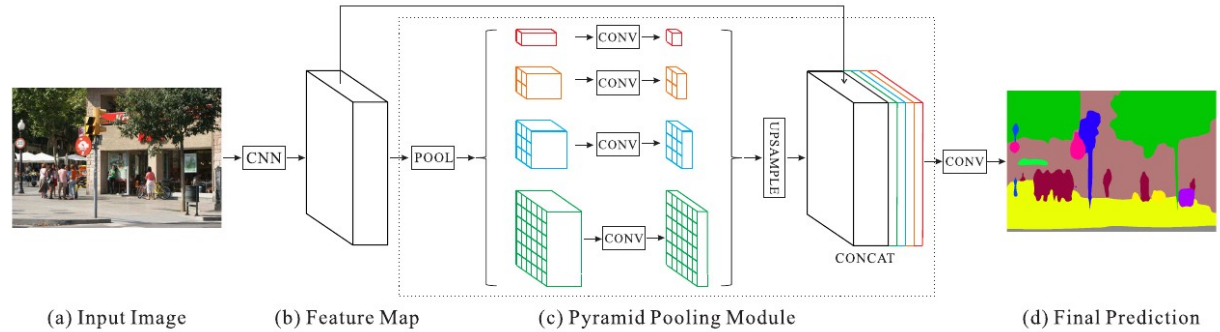 CNN
POOL
CONV
CONV
CONV
CONV
UPSAMPLE
CONCAT
CONV
(a) Input Image
(b) Feature Map
(c) Pyramid Pooling Module
(d) Final Prediction